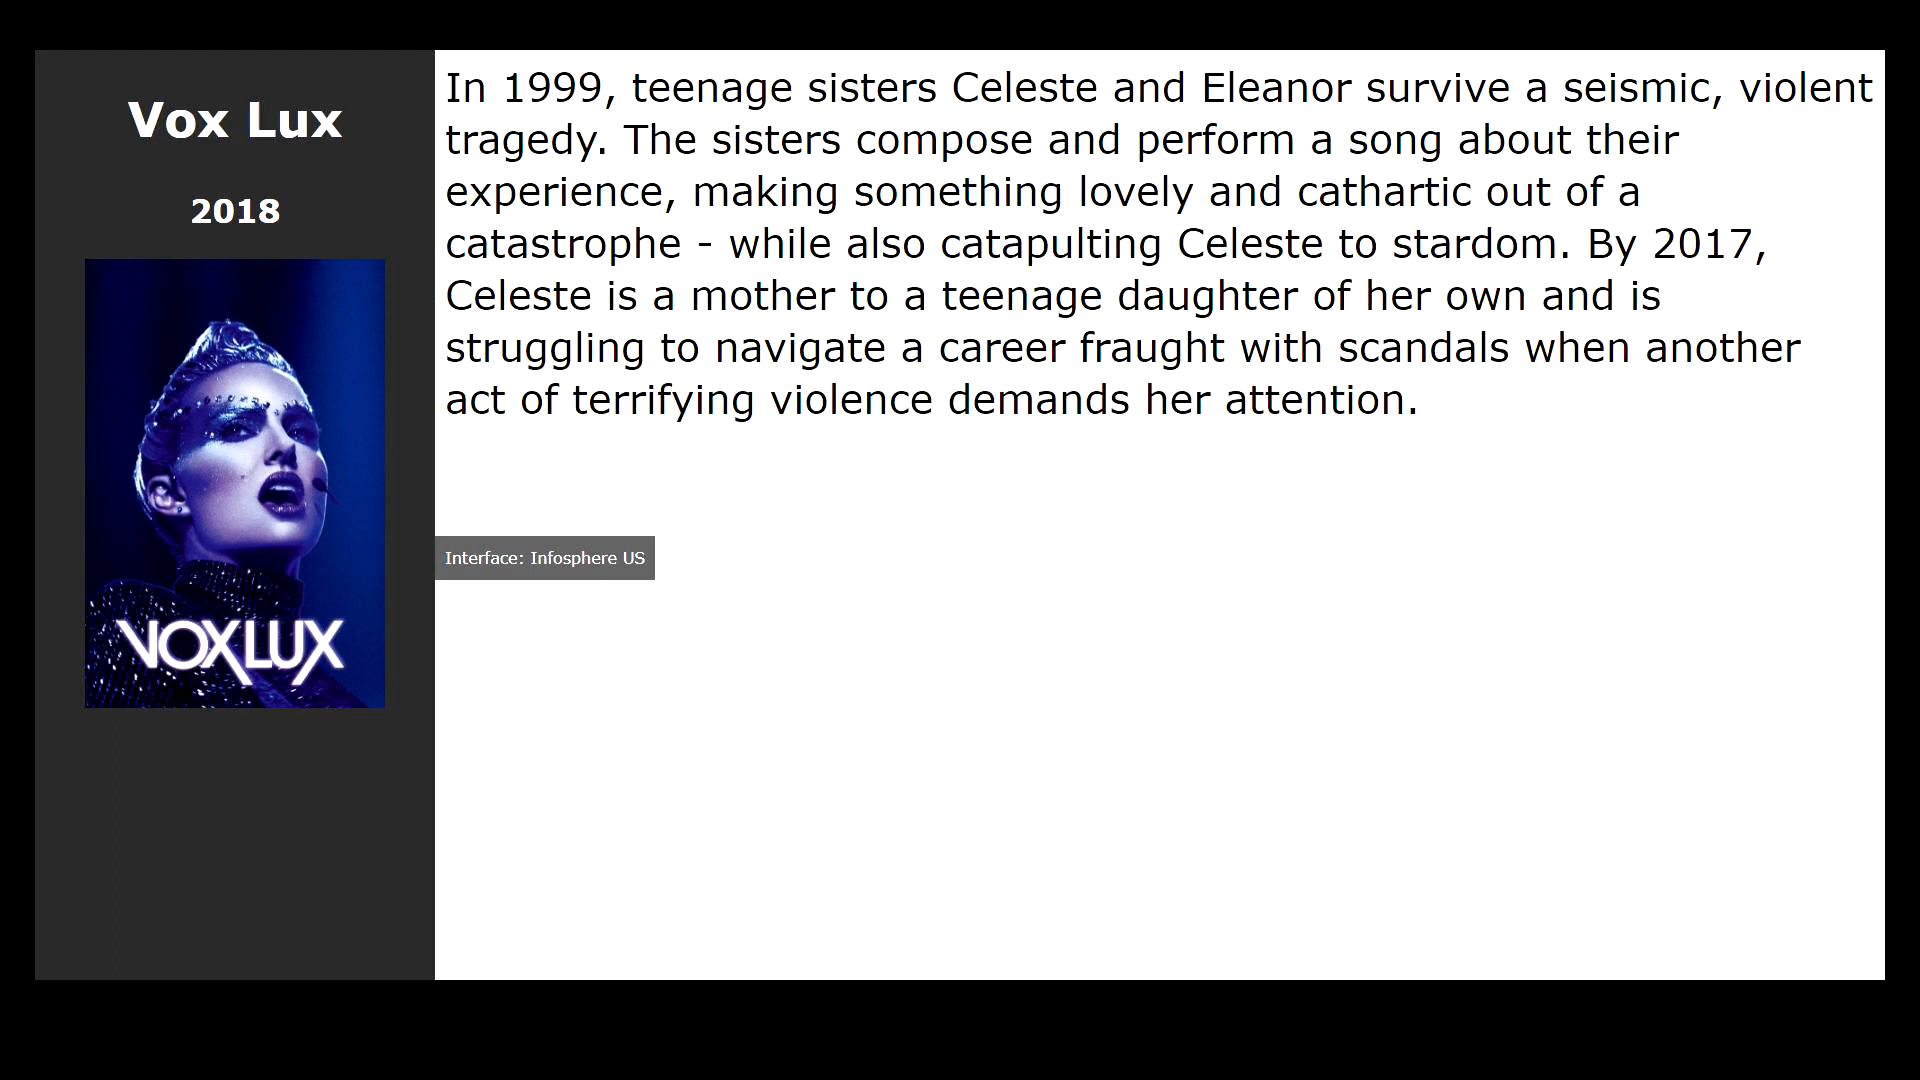 Vox Lux
2018
VOXLUX
In 1999, teenage sisters Celeste and Eleanor survive a seismic, violent
tragedy. The sisters compose and perform a song about their
experience, making something lovely and cathartic out of a
catastrophe - while also catapulting Celeste to stardom. By 2017,
Celeste is a mother to a teenage daughter of her own and is
struggling to navigate a career fraught with scandals when another
act of terrifying violence demands her attention.
Interface: Infosphere US